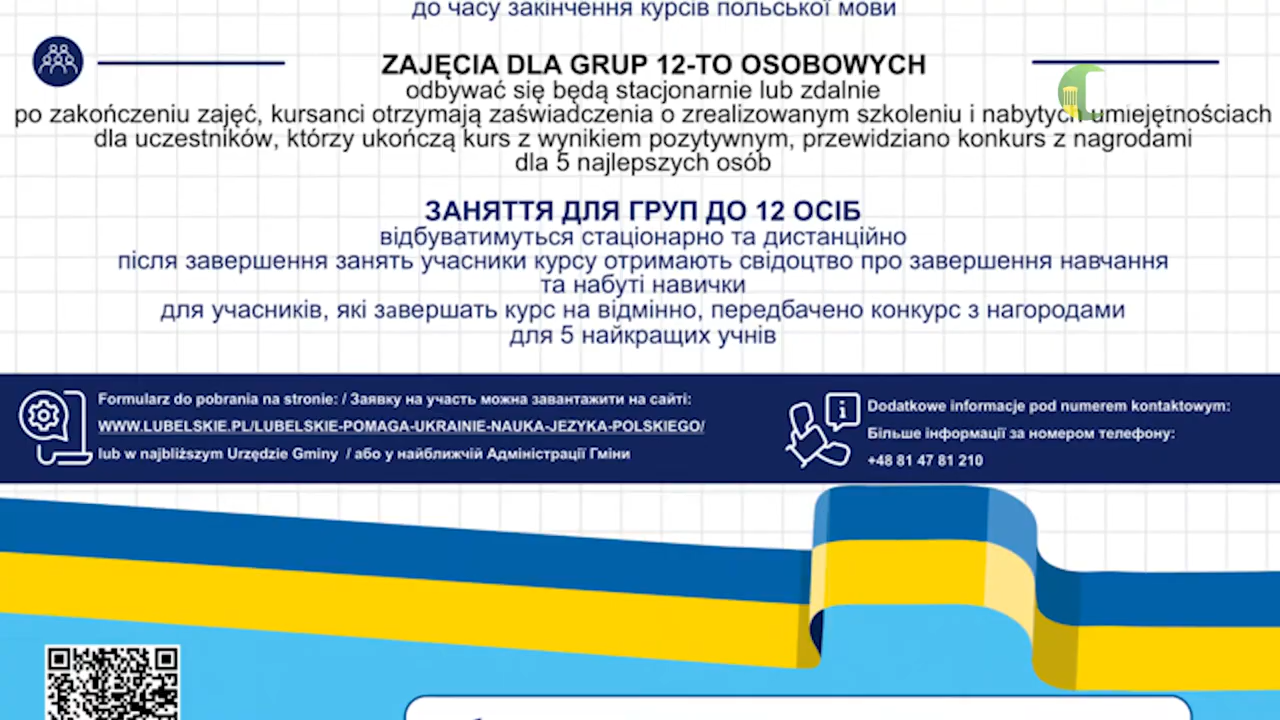 до часу закінчення курсів польської мови
ZAJĘCIA DLA GRUP 12-TO OSOBOWYCH
odbywać się będą stacjonarnie lub zdalnie
po zakończeniu zajęć, kursanci otrzymają zaświadczenia o zrealizowanym szkoleniu i nabytych umiejętnościach
dla uczestników, którzy ukończą kurs z wynikiem pozytywnym, przewidziano konkurs z nagrodami
dla 5 najlepszych osób
ЗАНЯТТЯ ДЛЯ ГРУП ДО 12 ОСІБ
відбуватимуться стаціонарно та дистанційно
після завершення занять учасники курсу отримають свідоцтво про завершення навчання
та набуті навички
для учасників, які завершать курс на відмінно, передбачено конкурс з нагородами
для 5 найкращих учнів
Formularz do pobrania na stronie: / Заявку на участь можна завантажити на сайті:
WWW.LUBELSKIE.PL/LUBELSKIE-POMAGA-UKRAINIE-NAUKA-JEZYKA-POLSKIEGO/
lub w najbliższym Urzędzie Gminy / або у найближчій Адміністрації Гміни
Dodatkowe informacje pod numerem kontaktowym:
Більше інформації за номером телефону:
+48 81 47 81 210